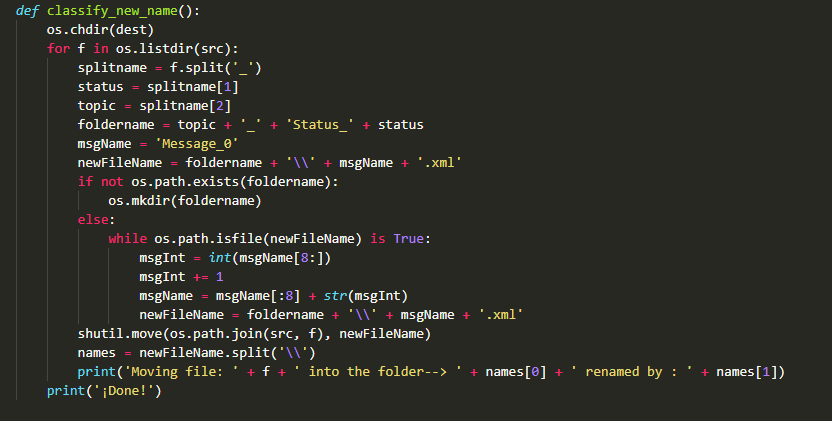 def classify_new_name():
    os.chdir(dest)
    for f in os.listdir(src):
        splitname = f.split('_')
        status = splitname[1]
        topic = splitname[2]
        foldername = topic + '_' + 'Status_' + status
        msgName = 'Message_0'
        newFileName = foldername + '\\' + msgName + '.xml'
        if not os.path.exists(foldername):
            os.mkdir(foldername)
        else:
            while os.path.isfile(newFileName) is True:
                msgInt = int(msgName[8:])
                msgInt += 1
                msgName = msgName[:8] + str(msgInt)
                newFileName = foldername + '\\' + msgName + '.xml'
        shutil.move(os.path.join(src, f), newFileName)
        names = newFileName.split('\\')
        print('Moving file: ' + f + ' into the folder--> ' + names[0] + ' renamed by : ' + names[1])
    print('¡Done!')